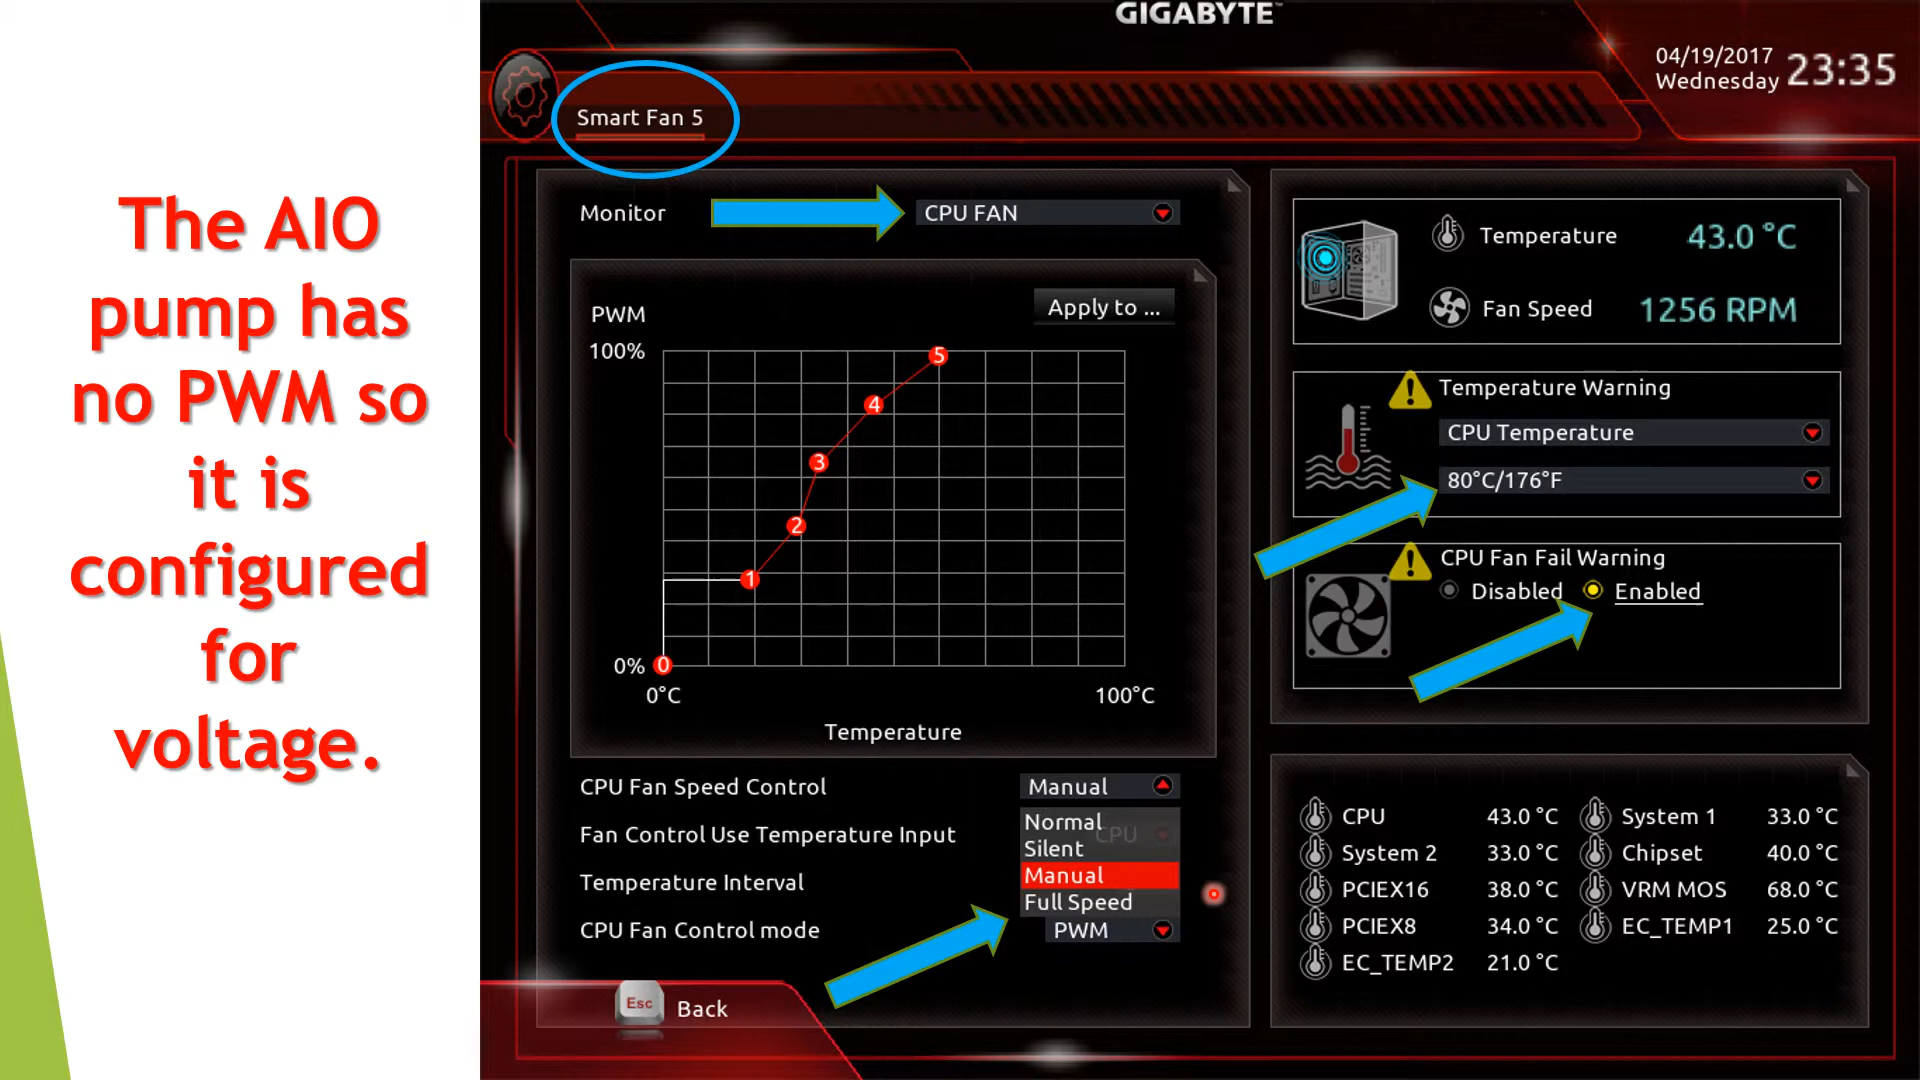 The AIO
pump has
no PWM so
it is
configured
for
voltage.
GIGABYTE™
04/19/2017
Wednesday
23:35
Smart Fan 5
Monitor
CPU FAN
PWM
Apply to ...
100%
5
4
3
2
1
0% 0
0°C
100°C
Temperature
CPU Fan Speed Control
Manual
Normal
Silent
Manual
Full Speed
Fan Control Use Temperature Input
CPU
Temperature Interval
CPU Fan Control mode
PWM
Esc
Back
Temperature
43.0 °C
Fan Speed
1256 RPM
Temperature Warning
CPU Temperature
80°C/176°F
CPU Fan Fail Warning
Disabled
Enabled
CPU 43.0 °C System 1 33.0 °C
System 2 33.0 °C Chipset 40.0 °C
PCIEX16 38.0 °C VRM MOS 68.0 °C
PCIEX8 34.0 °C EC_TEMP1 25.0 °C
EC_TEMP2 21.0 °C